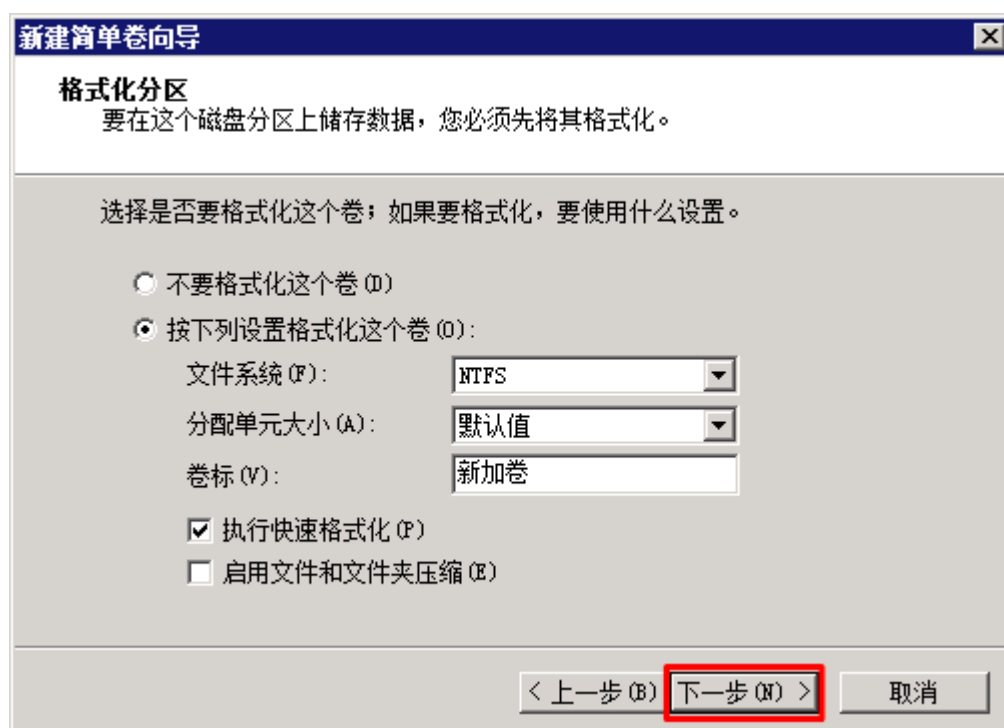 新建简单卷向导
格式化分区
要在这个磁盘分区上储存数据，您必须先将其格式化。
选择是否要格式化这个卷；如果要格式化，要使用什么设置。
不要格式化这个卷(D)
按下列设置格式化这个卷(O):
文件系统(F): NTFS
分配单元大小(A): 默认值
卷标(V): 新加卷
执行快速格式化(P)
启用文件和文件夹压缩(E)
< 上一步(B) 下一步(N) > 取消